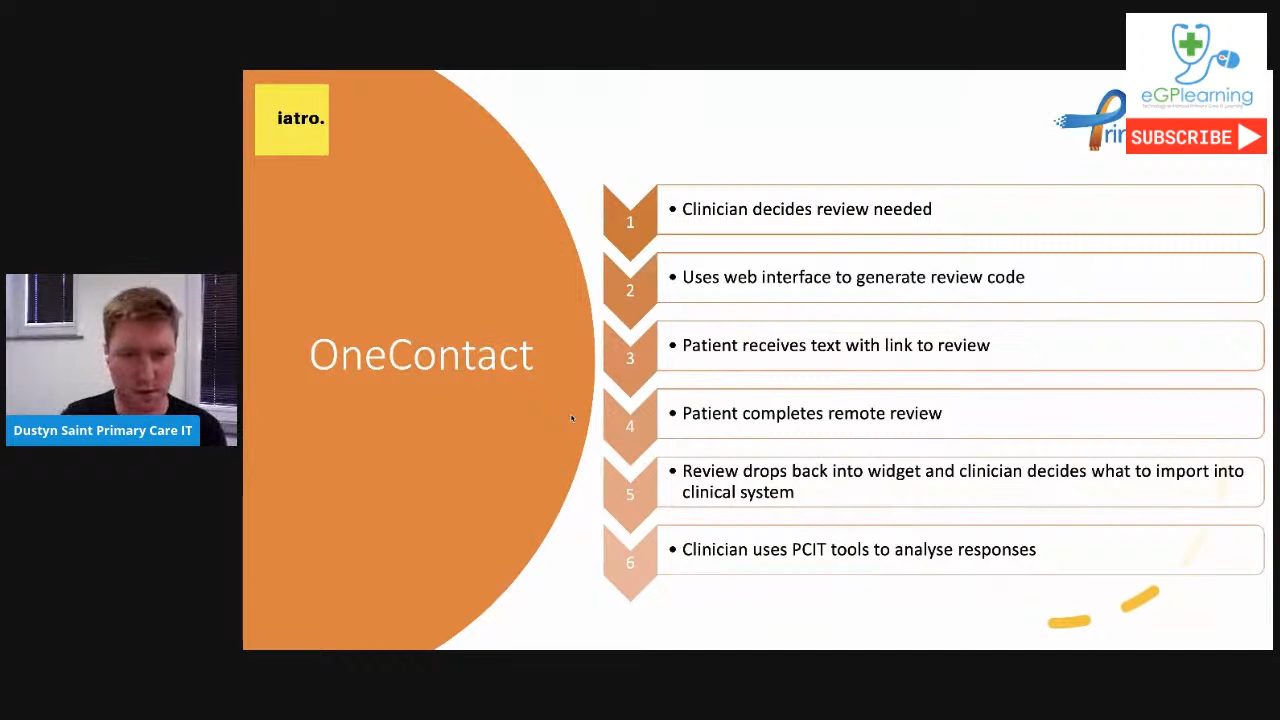 iatro.
eGPlearning
SUBSCRIBE
OneContact
1
• Clinician decides review needed
2
• Uses web interface to generate review code
3
• Patient receives text with link to review
4
• Patient completes remote review
5
• Review drops back into widget and clinician decides what to import into
clinical system
6
• Clinician uses PCIT tools to analyse responses
Dustyn Saint Primary Care IT